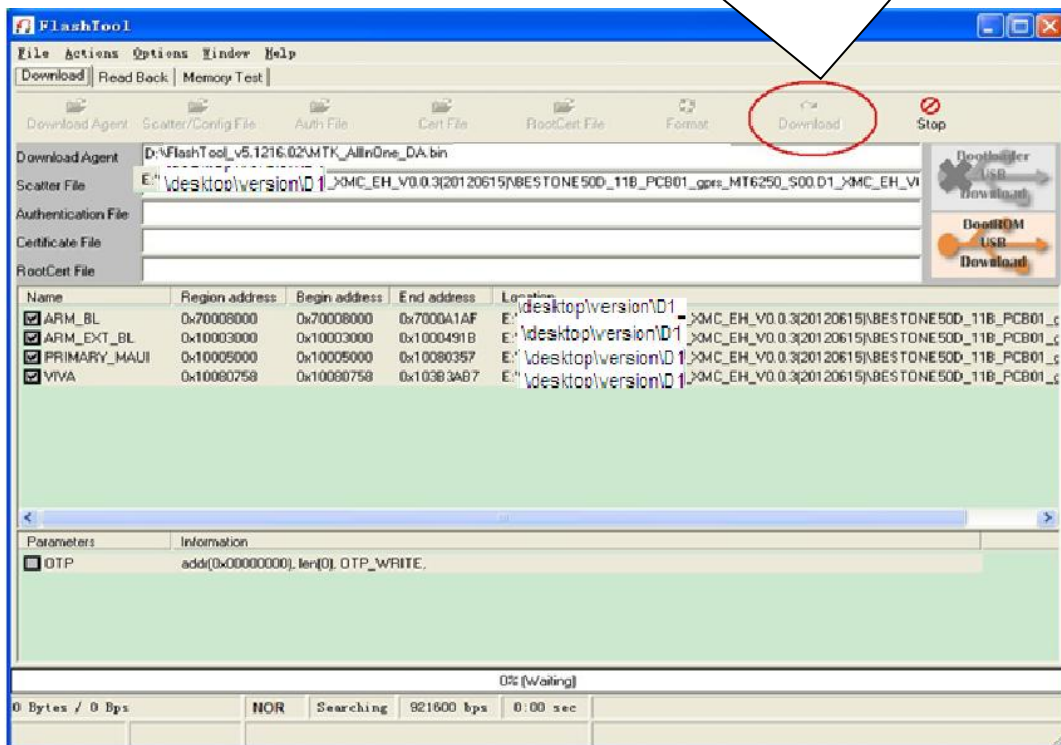 FlashTool
File Actions Options Window Help
Download Read Back Memory Test
Download Agent Scatter/Config File Auth File Cert File RootCert File Format Download Stop
Download Agent D:\FlashTool_v5.1216.02\MTK_AllInOne_DA.bin
Scatter File E:" \desktop\version\D1_XMC_EH_V0.0.3(20120615)\BESTONE50D_11B_PCB01_gprs_MT6250_S00.D1_XMC_EH_V
Authentication File
Certificate File
RootCert File
Bootloader USB Download
BootROM USB Download
Name Region address Begin address End address Location
ARM_BL 0x70008000 0x70008000 0x7000A1AF E:" \desktop\version\D1_XMC_EH_V0.0.3(20120615)\BESTONE50D_11B_PCB01_g
ARM_EXT_BL 0x10003000 0x10003000 0x1000491B E:" \desktop\version\D1_XMC_EH_V0.0.3(20120615)\BESTONE50D_11B_PCB01_g
PRIMARY_MAUI 0x10005000 0x10005000 0x10080357 E:" \desktop\version\D1_XMC_EH_V0.0.3(20120615)\BESTONE50D_11B_PCB01_g
VIVA 0x10080758 0x10080758 0x103B3AB7 E:" \desktop\version\D1_XMC_EH_V0.0.3(20120615)\BESTONE50D_11B_PCB01_g
Parameters Information
OTP addr(0x00000000), len(0), OTP_WRITE,
0% (Waiting)
0 Bytes / 0 Bps NOR Searching 921600 bps 0:00 sec